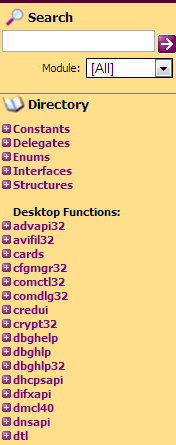 Search
Module: [All]
Directory
Constants
Delegates
Enums
Interfaces
Structures
Desktop Functions:
advapi32
avifil32
cards
cfgmgr32
comctl32
comdlg32
credui
crypt32
dbghelp
dbghlp
dbghlp32
dhcpsapi
difxapi
dmcl40
dnsapi
dtl